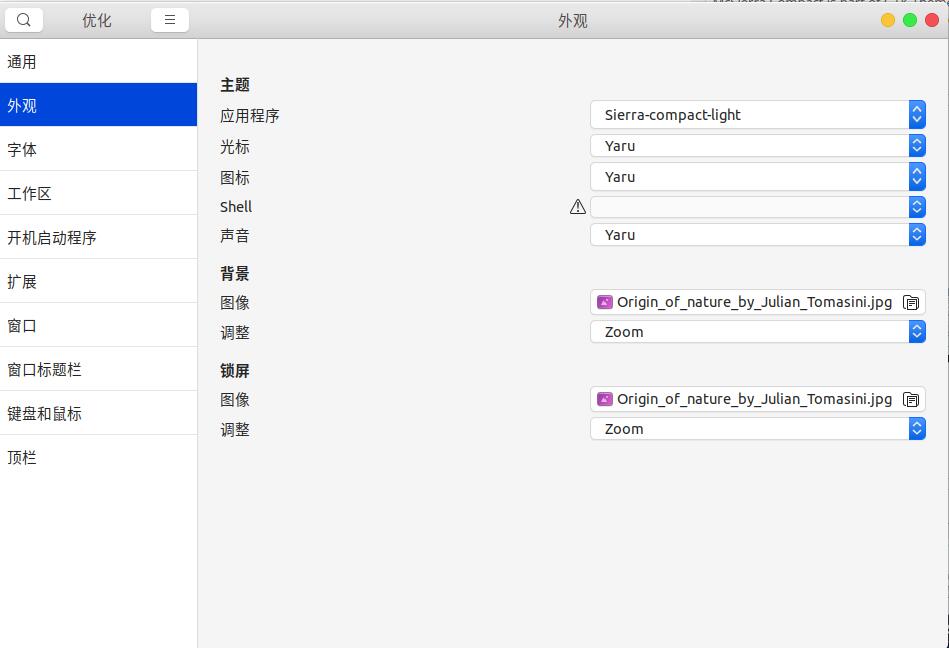 优化
外观
通用
外观
字体
工作区
开机启动程序
扩展
窗口
窗口标题栏
键盘和鼠标
顶栏
主题
应用程序 Sierra-compact-light
光标 Yaru
图标 Yaru
Shell
声音 Yaru
背景
图像 Origin_of_nature_by_Julian_Tomasini.jpg
调整 Zoom
锁屏
图像 Origin_of_nature_by_Julian_Tomasini.jpg
调整 Zoom